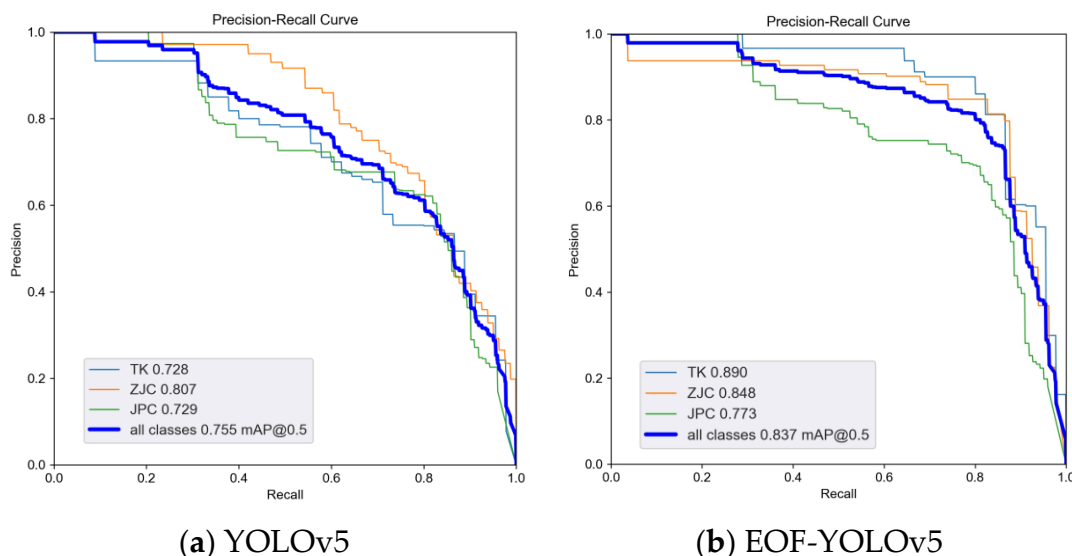 Precision-Recall Curve
1.0
0.8
0.6
0.4
0.2
0.0
Precision
TK 0.728
ZJC 0.807
JPC 0.729
all classes 0.755 mAP@0.5
0.0 0.2 0.4 0.6 0.8 1.0
Recall
(a) YOLOv5
Precision-Recall Curve
1.0
0.8
0.6
0.4
0.2
0.0
Precision
TK 0.890
ZJC 0.848
JPC 0.773
all classes 0.837 mAP@0.5
0.0 0.2 0.4 0.6 0.8 1.0
Recall
(b) EOF-YOLOv5